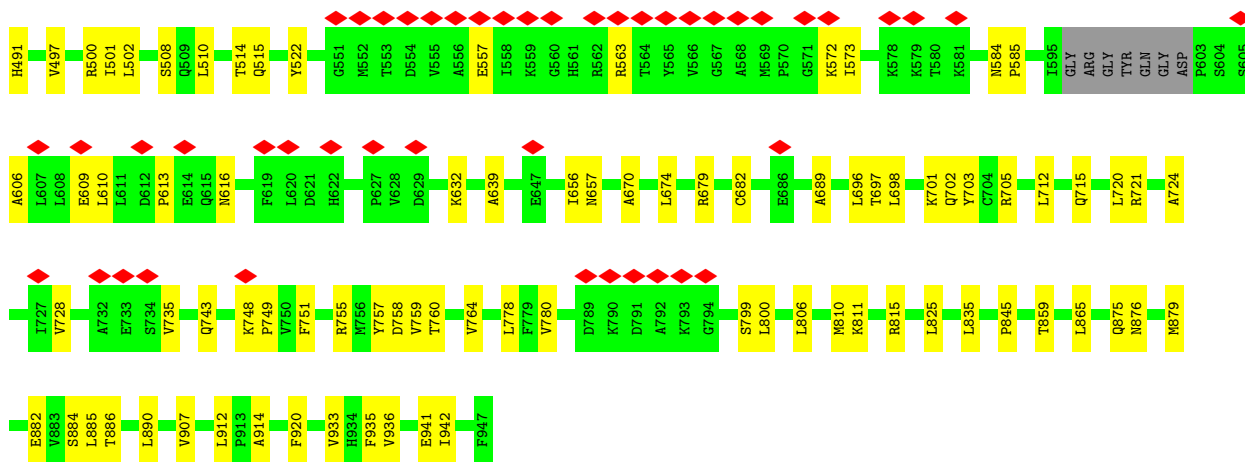 H491 V497 R500 I501 L502 S508 Q509 L510 T514 Q515 Y522 G551 M552 T553 D554 V555 A556 E557 I558 K559 G560 H561 R562 R563 T564 Y565 V566 G567 A568 M569 P570 G571 K572 I573 K578 K579 T580 K581 N584 P585 I595 GLY ARG GLY TYR GLN GLY ASP P603 S604 S605
A606 L607 L608 E609 L610 L611 D612 P613 E614 Q615 N616 F619 L620 D621 H622 P627 V628 D629 K632 A639 E647 I656 N657 A670 L674 R679 C682 E686 A689 L696 T697 L698 K701 Q702 Y703 C704 R705 L712 Q715 L720 R721 A724
I727 V728 A732 E733 S734 V735 Q743 K748 P749 V750 F751 R755 M756 Y757 D758 V759 T760 V764 L778 F779 V780 D789 K790 D791 A792 K793 G794 S799 L800 L806 M810 K811 R815 L825 L835 P845 T859 L865 Q875 N876 M879
E882 V883 S884 L885 T886 L890 V907 L912 P913 A914 F920 V933 H934 F935 V936 E941 I942 F947